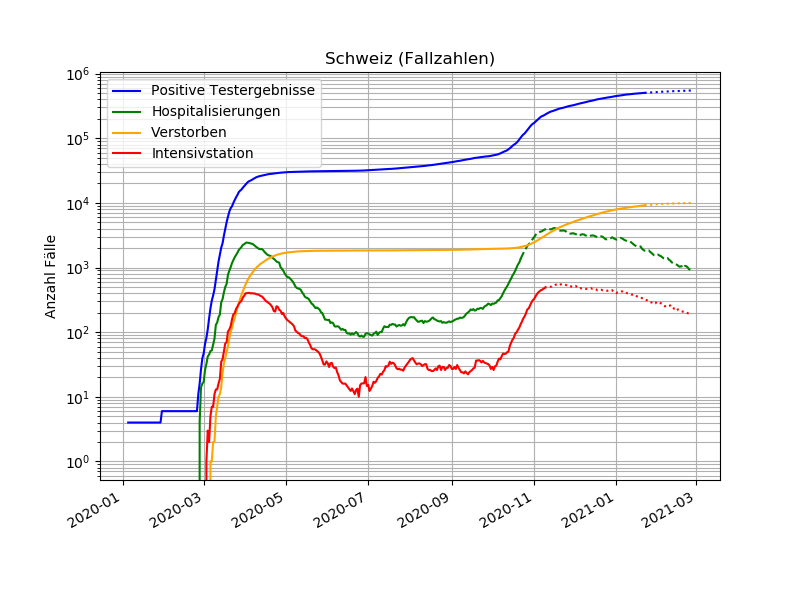 Schweiz (Fallzahlen)
Anzahl Fälle
10⁶
10⁵
10⁴
10³
10²
10¹
10⁰
Positive Testergebnisse
Hospitalisierungen
Verstorben
Intensivstation
2020-01
2020-03
2020-05
2020-07
2020-09
2020-11
2021-01
2021-03